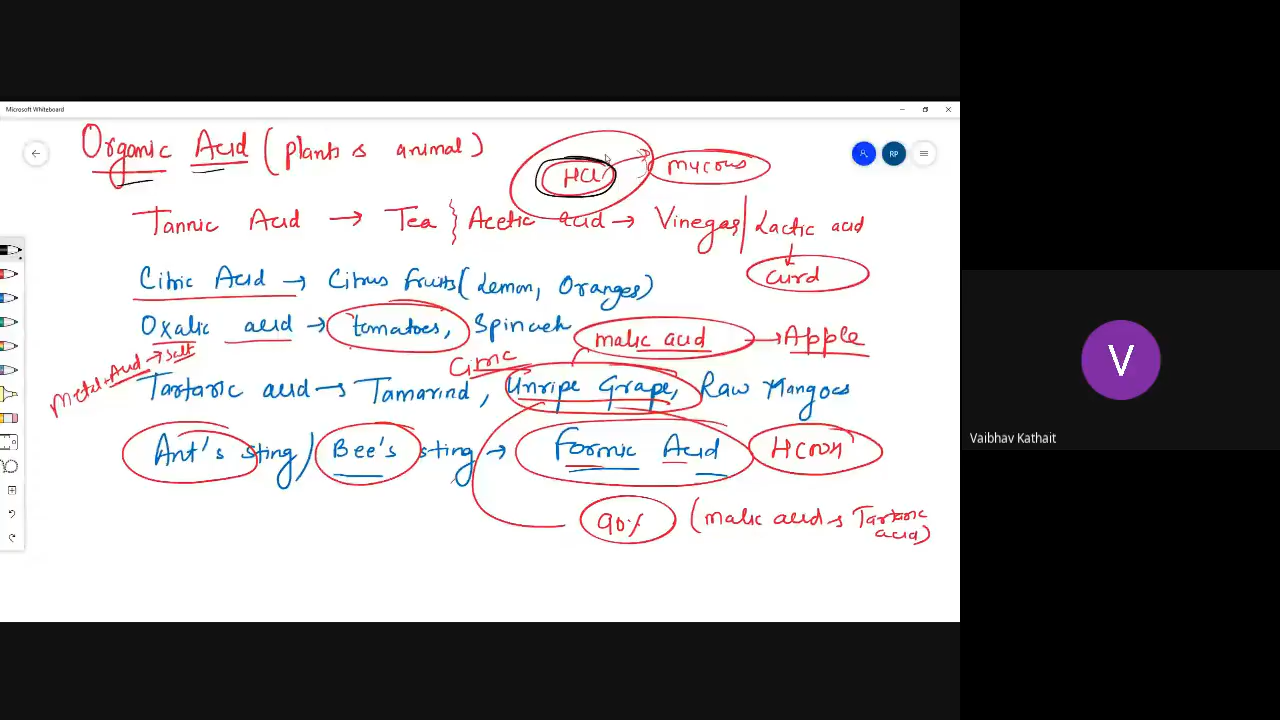 Microsoft Whiteboard
Organic Acid (plants & animal)
HCl
mucous
RP
Tannic Acid → Tea } Acetic acid → Vinegar | Lactic acid
↓
curd
Citric Acid → Citrus fruits (Lemon, Oranges)
Oxalic acid → tomatoes, Spinach
malic acid → Apple
Metal + Acid → Salt
Citric
Tartaric acid → Tamarind, Unripe Grape, Raw Mangoes
Ant's sting / Bee's sting → Formic Acid HCOOH
90% (malic acid & Tartaric
acid)
V
Vaibhav Kathait